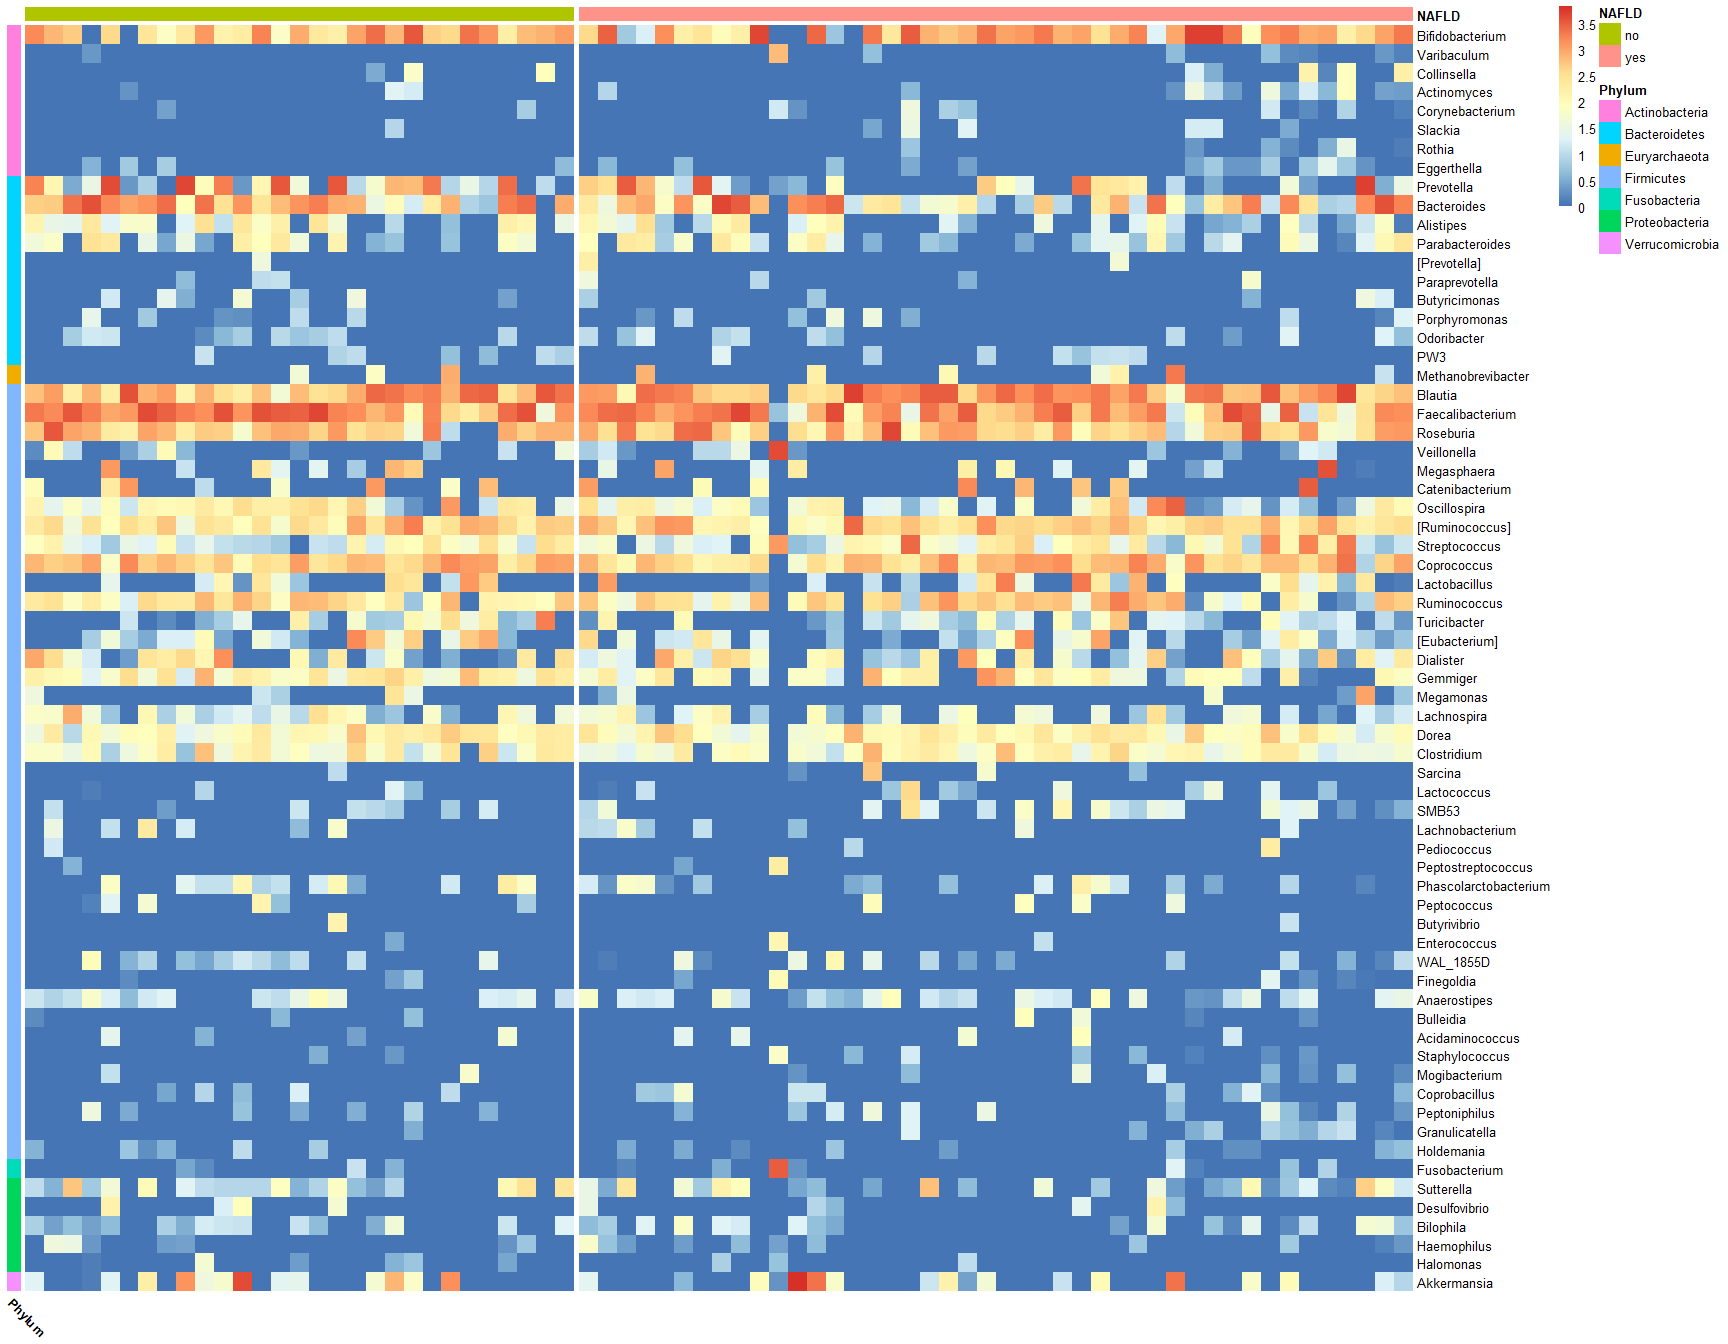 NAFLD
Bifidobacterium
Varibaculum
Collinsella
Actinomyces
Corynebacterium
Slackia
Rothia
Eggerthella
Prevotella
Bacteroides
Alistipes
Parabacteroides
[Prevotella]
Paraprevotella
Butyricimonas
Porphyromonas
Odoribacter
PW3
Methanobrevibacter
Blautia
Faecalibacterium
Roseburia
Veillonella
Megasphaera
Catenibacterium
Oscillospira
[Ruminococcus]
Streptococcus
Coprococcus
Lactobacillus
Ruminococcus
Turicibacter
[Eubacterium]
Dialister
Gemmiger
Megamonas
Lachnospira
Dorea
Clostridium
Sarcina
Lactococcus
SMB53
Lachnobacterium
Pediococcus
Peptostreptococcus
Phascolarctobacterium
Peptococcus
Butyrivibrio
Enterococcus
WAL_1855D
Finegoldia
Anaerostipes
Bulleidia
Acidaminococcus
Staphylococcus
Mogibacterium
Coprobacillus
Peptoniphilus
Granulicatella
Holdemania
Fusobacterium
Sutterella
Desulfovibrio
Bilophila
Haemophilus
Halomonas
Akkermansia
Phylum
3.5
3
2.5
2
1.5
1
0.5
0
NAFLD
no
yes
Phylum
Actinobacteria
Bacteroidetes
Euryarchaeota
Firmicutes
Fusobacteria
Proteobacteria
Verrucomicrobia